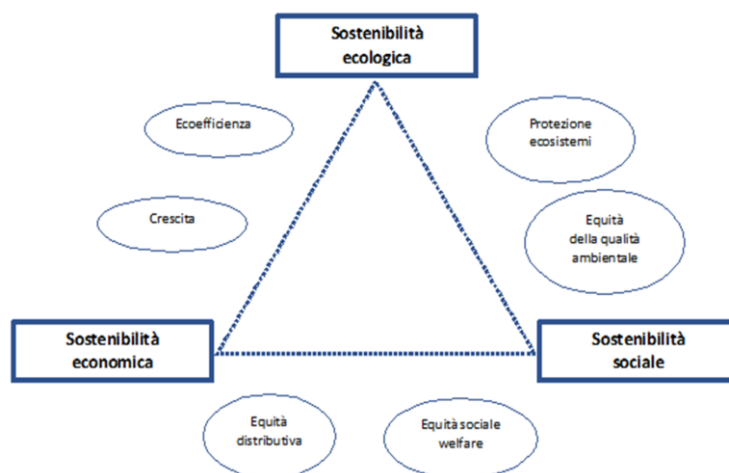 Sostenibilità
ecologica
Ecoefficienza
Protezione
ecosistemi
Crescita
Equità
della qualità
ambientale
Sostenibilità
economica
Sostenibilità
sociale
Equità
distributiva
Equità sociale
welfare